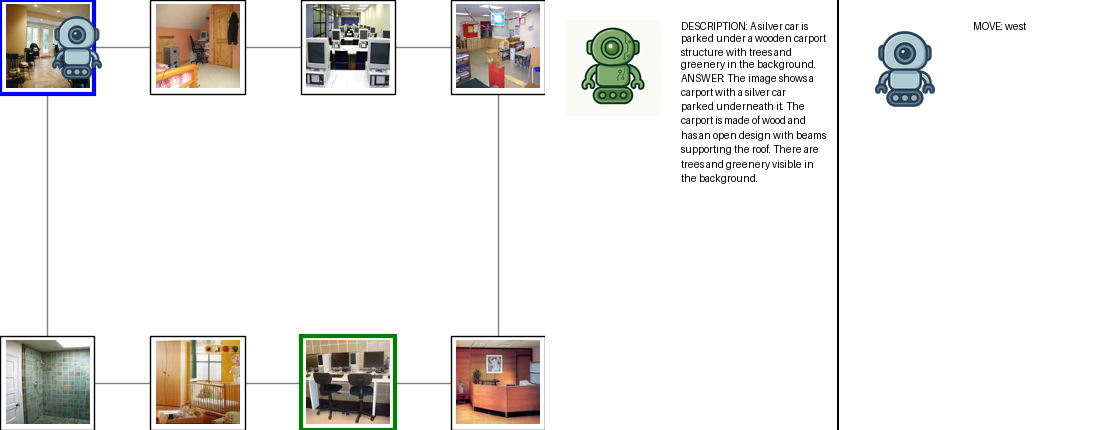 DESCRIPTION: A silver car is
parked under a wooden carport
structure with trees and
greenery in the background.
ANSWER: The image shows a
carport with a silver car
parked underneath it. The
carport is made of wood and
has an open design with beams
supporting the roof. There are
trees and greenery visible in
the background.
MOVE: west